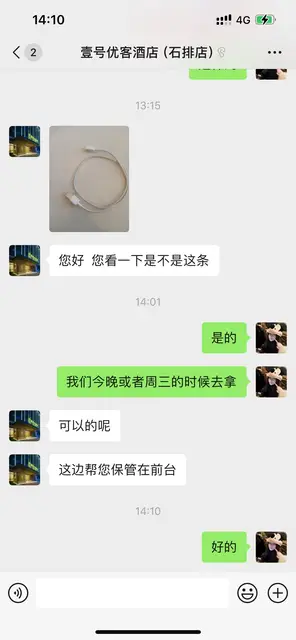 14:10
4G
2
壹号优客酒店（石排店）
13:15
您好 您看一下是不是这条
14:01
是的
我们今晚或者周三的时候去拿
可以的呢
这边帮您保管在前台
14:10
好的